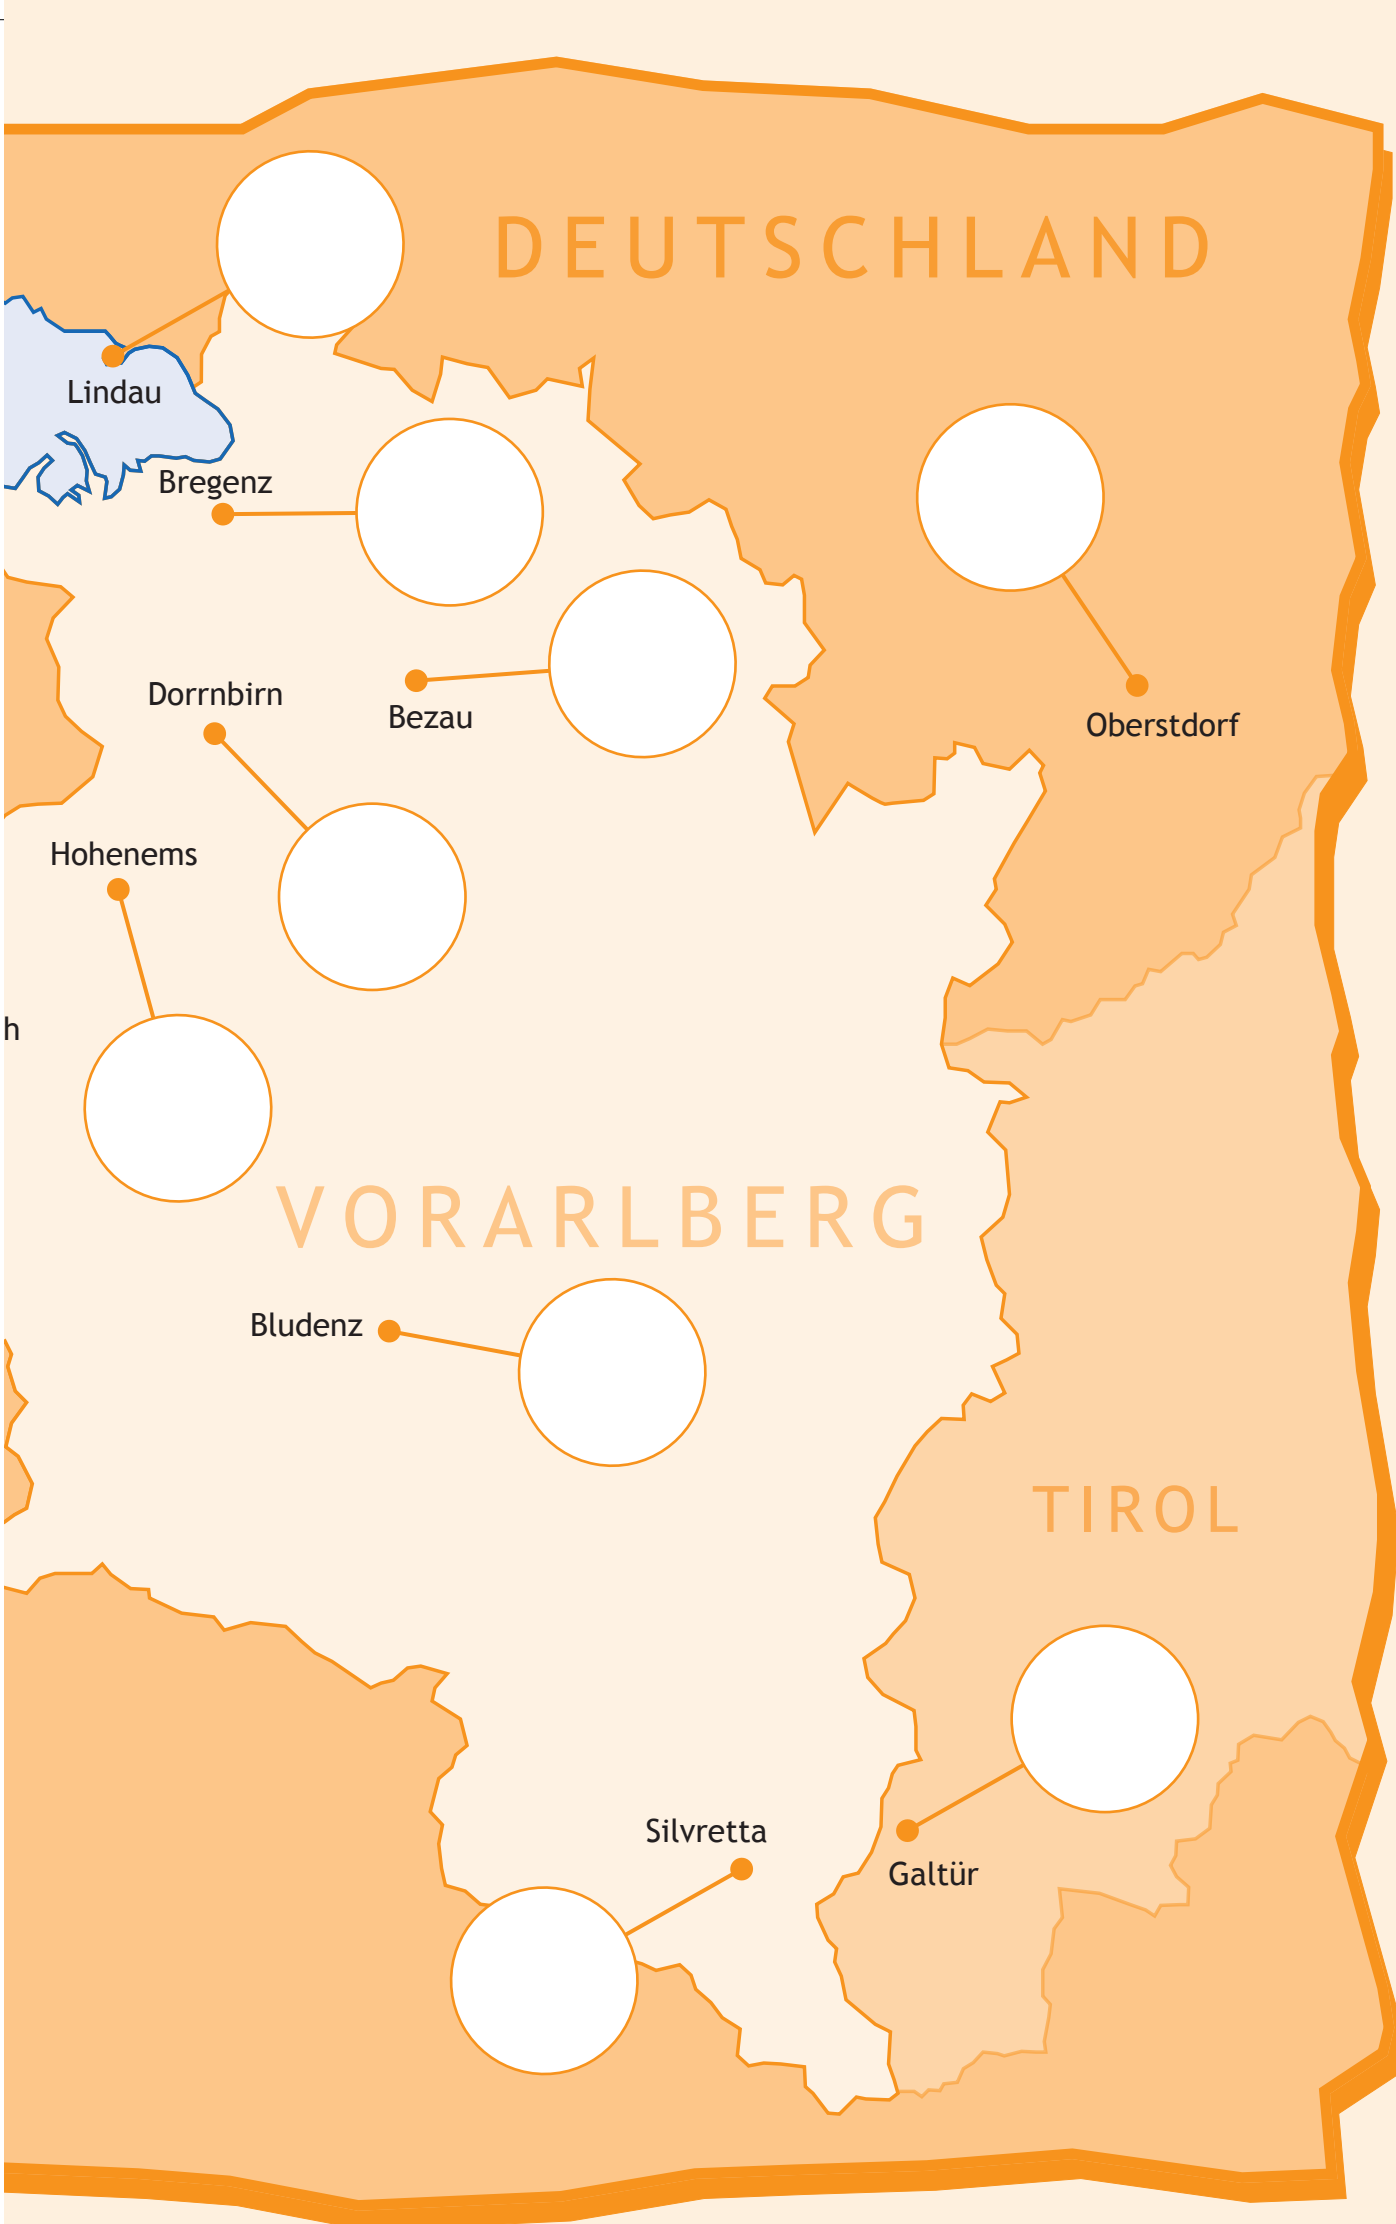 DEUTSCHLAND
Lindau
Bregenz
Dorrnbirn
Bezau
Oberstdorf
Hohenems
h
VORARLBERG
Bludenz
TIROL
Silvretta
Galtür